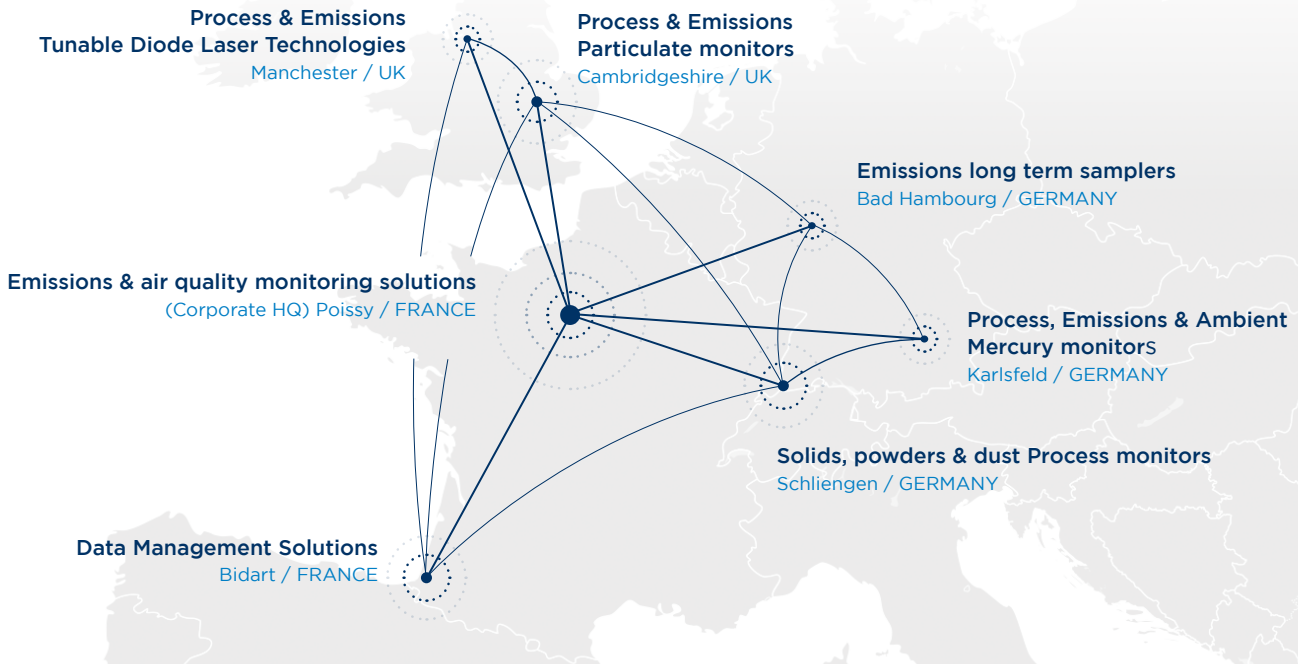 Process & Emissions
Tunable Diode Laser Technologies
Manchester / UK
Process & Emissions
Particulate monitors
Cambridgeshire / UK
Emissions long term samplers
Bad Hambourg / GERMANY
Emissions & air quality monitoring solutions
(Corporate HQ) Poissy / FRANCE
Process, Emissions & Ambient
Mercury monitors
Karlsfeld / GERMANY
Solids, powders & dust Process monitors
Schliengen / GERMANY
Data Management Solutions
Bidart / FRANCE